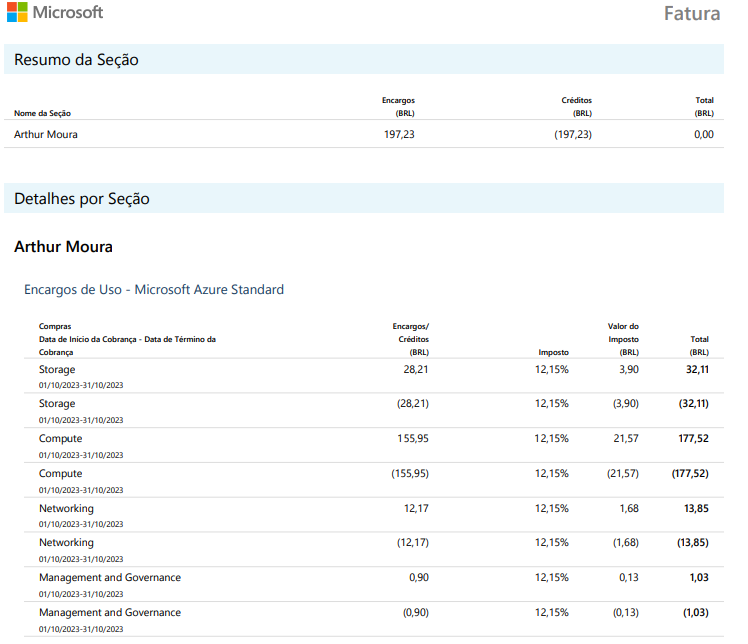 Microsoft Fatura
Resumo da Seção
Encargos Créditos Total
Nome da Seção (BRL) (BRL) (BRL)
Arthur Moura 197,23 (197,23) 0,00
Detalhes por Seção
Arthur Moura
Encargos de Uso - Microsoft Azure Standard
Compras Encargos/ Valor do
Data de Início da Cobrança - Data de Término da Créditos Imposto Total
Cobrança (BRL) Imposto (BRL) (BRL)
Storage 28,21 12,15% 3,90 32,11
01/10/2023-31/10/2023
Storage (28,21) 12,15% (3,90) (32,11)
01/10/2023-31/10/2023
Compute 155,95 12,15% 21,57 177,52
01/10/2023-31/10/2023
Compute (155,95) 12,15% (21,57) (177,52)
01/10/2023-31/10/2023
Networking 12,17 12,15% 1,68 13,85
01/10/2023-31/10/2023
Networking (12,17) 12,15% (1,68) (13,85)
01/10/2023-31/10/2023
Management and Governance 0,90 12,15% 0,13 1,03
01/10/2023-31/10/2023
Management and Governance (0,90) 12,15% (0,13) (1,03)
01/10/2023-31/10/2023